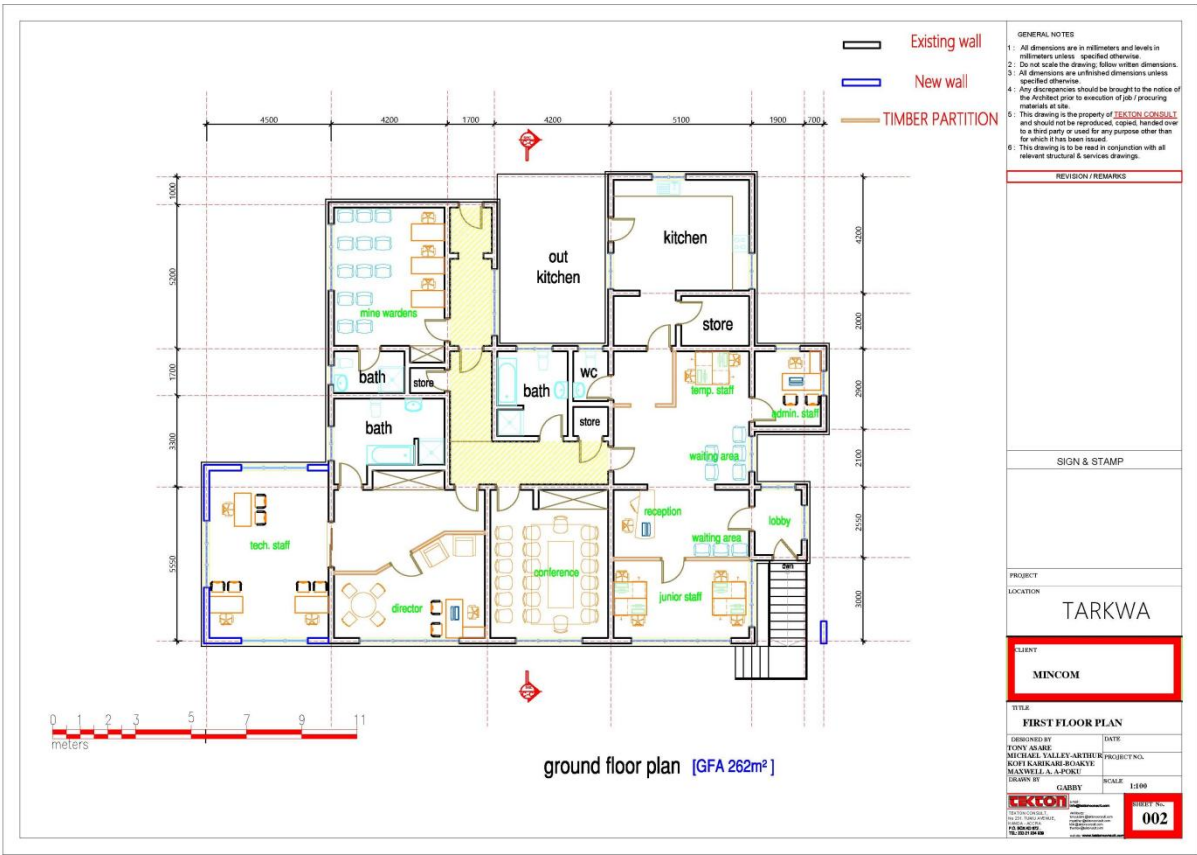 Existing wall
New wall
TIMBER PARTITION
4500
4200
1700
4200
5100
1900
700
1000
5200
1700
3300
5550
4200
2000
2900
2100
2550
3000
kitchen
out
kitchen
mine wardens
store
bath
store
bath
WC
temp. staff
admin. staff
bath
store
waiting area
reception
lobby
waiting area
tech. staff
conference
director
junior staff
DWN
0
1
2
3
5
7
9
11
meters
ground floor plan [GFA 262m²]
GENERAL NOTES
1 : All dimensions are in millimeters and levels in
millimeters unless specified otherwise.
2 : Do not scale the drawing; follow written dimensions.
3 : All dimensions are unfinished dimensions unless
specified otherwise.
4 : Any discrepancies should be brought to the notice of
the Architect prior to execution of job / procuring
materials at site.
5 : This drawing is the property of TEKTON CONSULT
and should not be reproduced, copied, handed over
to a third party or used for any purpose other than
for which it has been issued.
6 : This drawing is to be read in conjunction with all
relevant structural & services drawings.
REVISION / REMARKS
SIGN & STAMP
PROJECT
LOCATION
TARKWA
CLIENT
MINCOM
TITLE
FIRST FLOOR PLAN
DESIGNED BY
TONY ASARE
MICHAEL YALLEY-ARTHUR
KOFI KARIKARI-BOAKYE
MAXWELL A. A-POKU
DATE
PROJECT NO.
DRAWN BY
GABBY
SCALE
1:100
TEKTON
TEKTON CONSULT,
SHEET No.
002